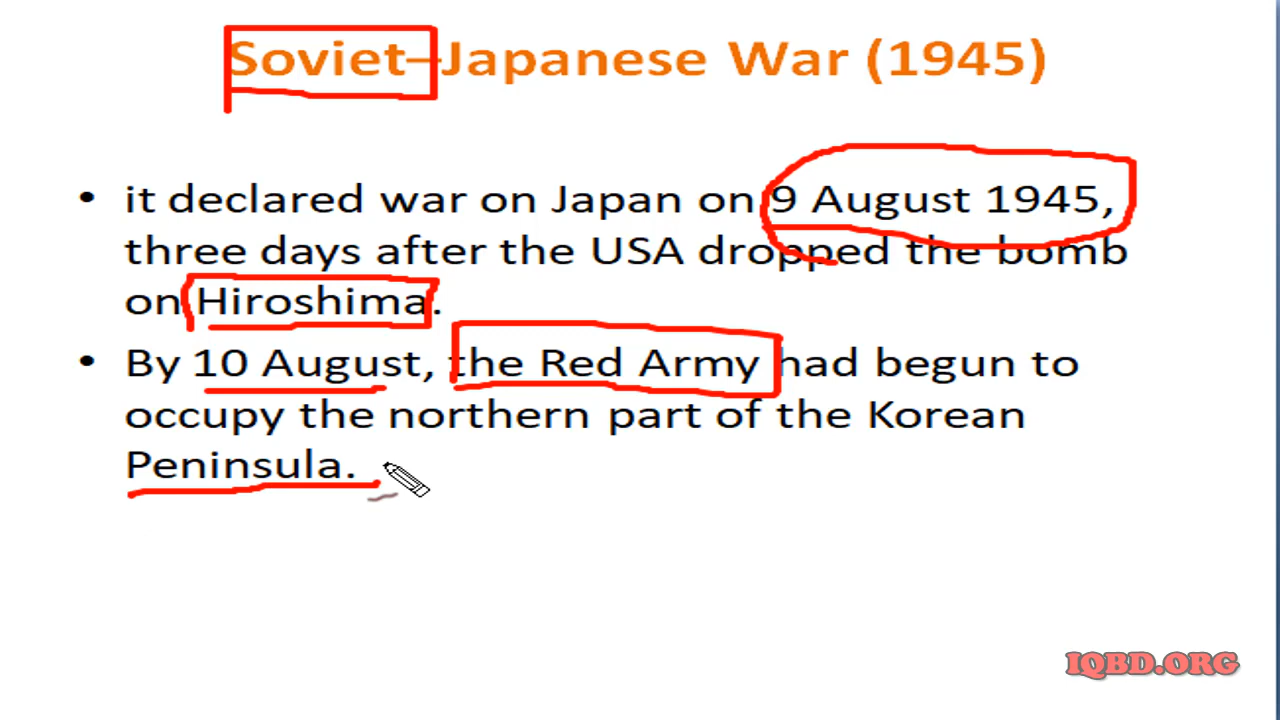 Soviet–Japanese War (1945)
• it declared war on Japan on 9 August 1945,
three days after the USA dropped the bomb
on Hiroshima.
• By 10 August, the Red Army had begun to
occupy the northern part of the Korean
Peninsula.
IQBD.ORG